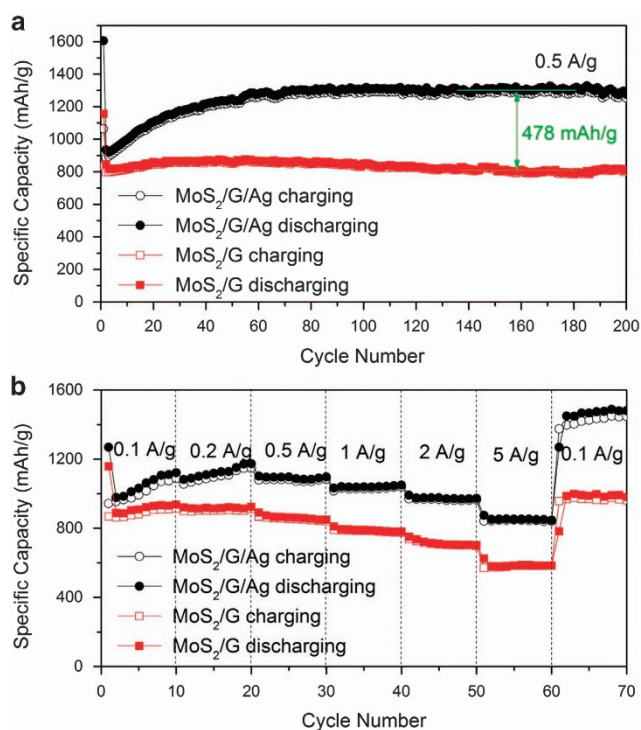 a
1600
1400
1200
1000
800
600
400
200
0
Specific Capacity (mAh/g)
0.5 A/g
478 mAh/g
MoS2/G/Ag charging
MoS2/G/Ag discharging
MoS2/G charging
MoS2/G discharging
0 20 40 60 80 100 120 140 160 180 200
Cycle Number
b
1600
1200
800
400
0
Specific Capacity (mAh/g)
0.1 A/g 0.2 A/g 0.5 A/g 1 A/g 2 A/g 5 A/g 0.1 A/g
MoS2/G/Ag charging
MoS2/G/Ag discharging
MoS2/G charging
MoS2/G discharging
0 10 20 30 40 50 60 70
Cycle Number